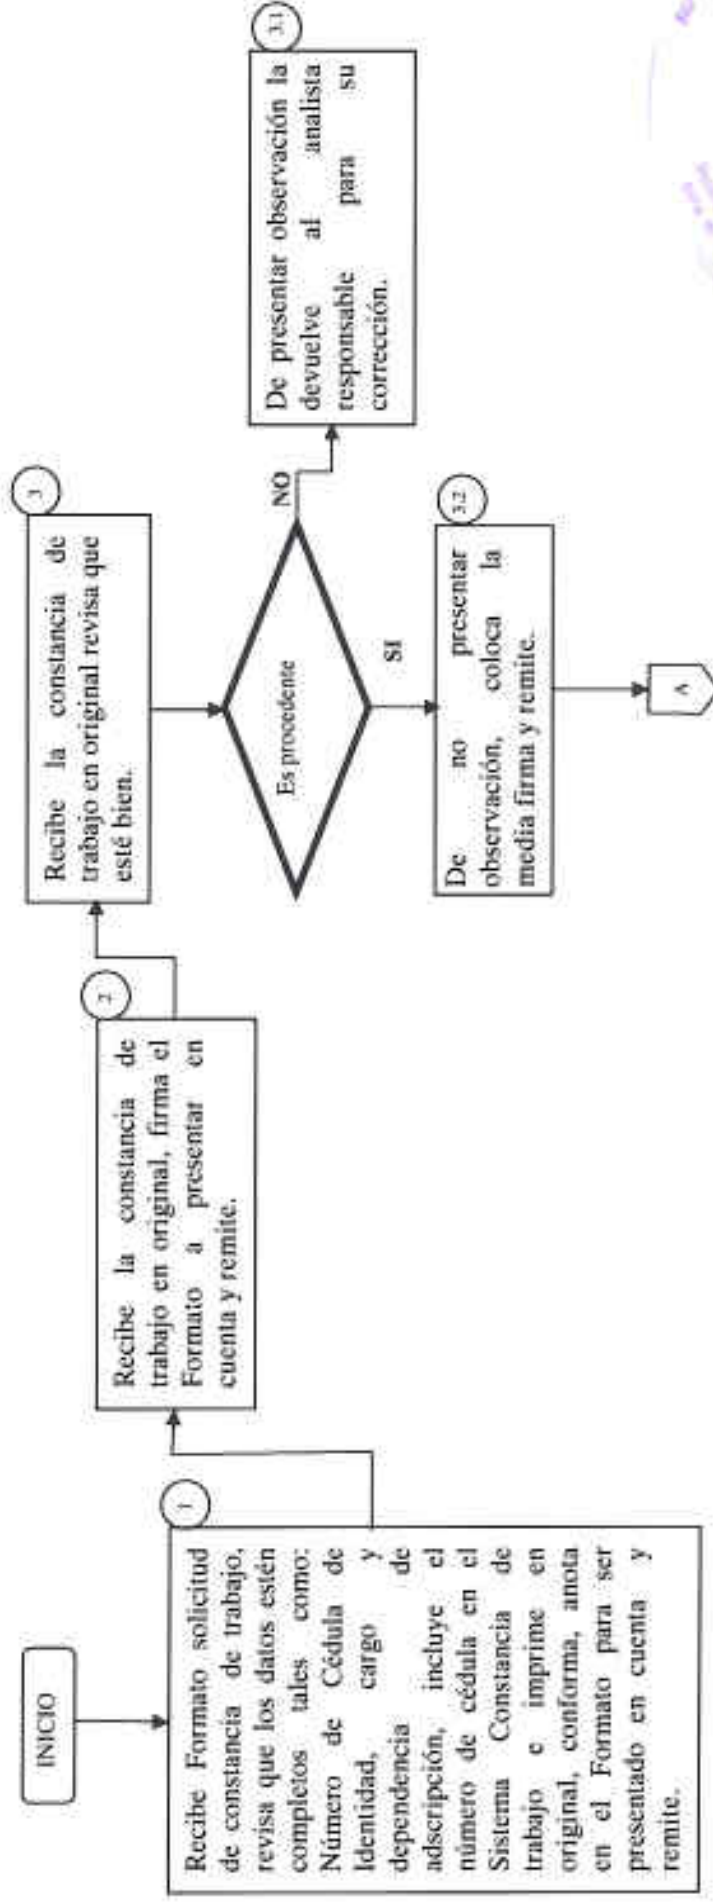 INICIO
1
Recibe Formato solicitud
de constancia de trabajo,
revisa que los datos estén
completos tales como:
Número de Cédula de
Identidad, cargo y
dependencia de
adscripción, incluye el
número de cédula en el
Sistema Constancia de
trabajo e imprime en
original, conforma, anota
en el Formato para ser
presentado en cuenta y
remite.
2
Recibe la constancia de
trabajo en original, firma el
Formato a presentar en
cuenta y remite.
3
Recibe la constancia de
trabajo en original revisa que
esté bien.
Es procedente
NO
SI
3.1
De presentar observación la
devuelve al analista
responsable para su
corrección.
3.2
De no presentar
observación, coloca la
media firma y remite.
A